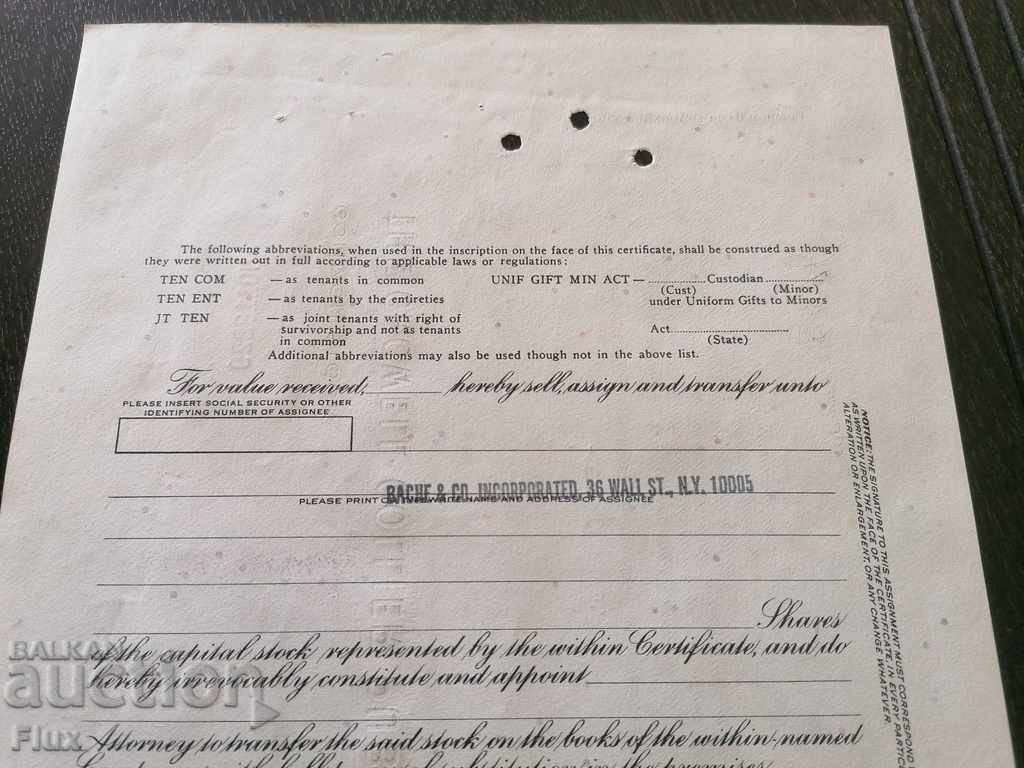 The following abbreviations, when used in the inscription on the face of this certificate, shall be construed as though
they were written out in full according to applicable laws or regulations:
TEN COM — as tenants in common
TEN ENT — as tenants by the entireties
JT TEN — as joint tenants with right of
survivorship and not as tenants
in common
UNIF GIFT MIN ACT — Custodian
(Cust) (Minor)
under Uniform Gifts to Minors
Act
(State)
Additional abbreviations may also be used though not in the above list.
For value received, hereby sell, assign and transfer unto
PLEASE INSERT SOCIAL SECURITY OR OTHER
IDENTIFYING NUMBER OF ASSIGNEE
BACHE & CO. INCORPORATED, 36 WALL ST., N.Y. 10005
PLEASE PRINT OR TYPEWRITE NAME AND ADDRESS OF ASSIGNEE
Shares
of the capital stock represented by the within Certificate, and do
hereby irrevocably constitute and appoint
Attorney to transfer the said stock on the books of the within-named
NOTICE: THE SIGNATURE TO THIS ASSIGNMENT MUST CORRESPOND
AS WRITTEN UPON THE FACE OF THE CERTIFICATE, IN EVERY
ALTERATION OR ENLARGEMENT, OR ANY CHANGE WHATEVER.
BALKAN
auction
Flux